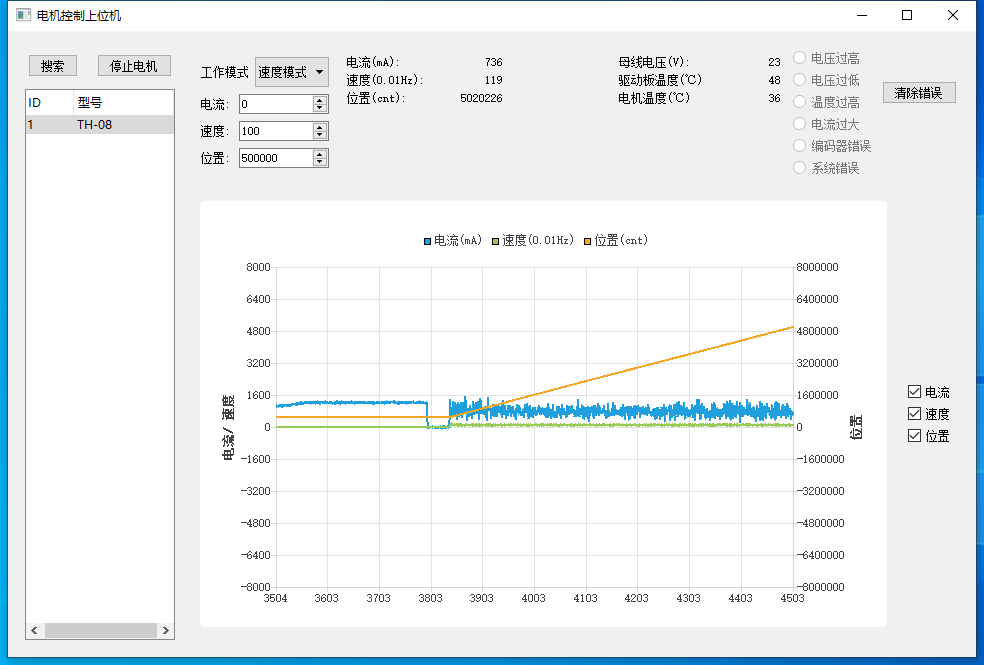 电机控制上位机
搜索 停止电机
ID 型号
1 TH-08
工作模式 速度模式
电流: 0
速度: 100
位置: 500000
电流(mA): 736
速度(0.01Hz): 119
位置(cnt): 5020226
母线电压(V): 23
驱动板温度(℃) 48
电机温度(℃) 36
电压过高
电压过低
温度过高
电流过大
编码器错误
系统错误
清除错误
电流(mA) 速度(0.01Hz) 位置(cnt)
8000 8000000
6400 6400000
4800 4800000
3200 3200000
1600 1600000
0 0
-1600 -1600000
-3200 -3200000
-4800 -4800000
-6400 -6400000
-8000 -8000000
电流/ 速度
位置
3504 3603 3703 3803 3903 4003 4103 4203 4303 4403 4503
电流
速度
位置